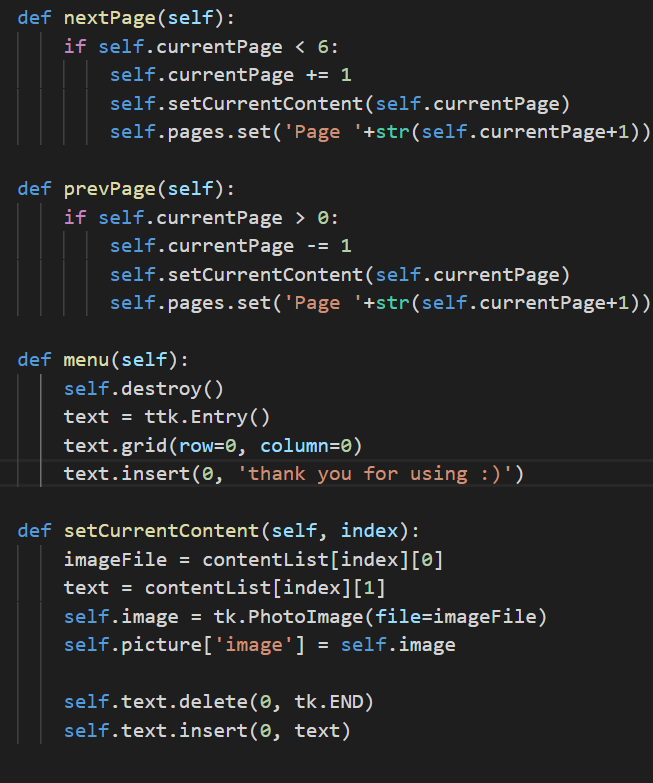 def nextPage(self):
    if self.currentPage < 6:
        self.currentPage += 1
        self.setCurrentContent(self.currentPage)
        self.pages.set('Page '+str(self.currentPage+1))

def prevPage(self):
    if self.currentPage > 0:
        self.currentPage -= 1
        self.setCurrentContent(self.currentPage)
        self.pages.set('Page '+str(self.currentPage+1))

def menu(self):
    self.destroy()
    text = ttk.Entry()
    text.grid(row=0, column=0)
    text.insert(0, 'thank you for using :)')

def setCurrentContent(self, index):
    imageFile = contentList[index][0]
    text = contentList[index][1]
    self.image = tk.PhotoImage(file=imageFile)
    self.picture['image'] = self.image

    self.text.delete(0, tk.END)
    self.text.insert(0, text)